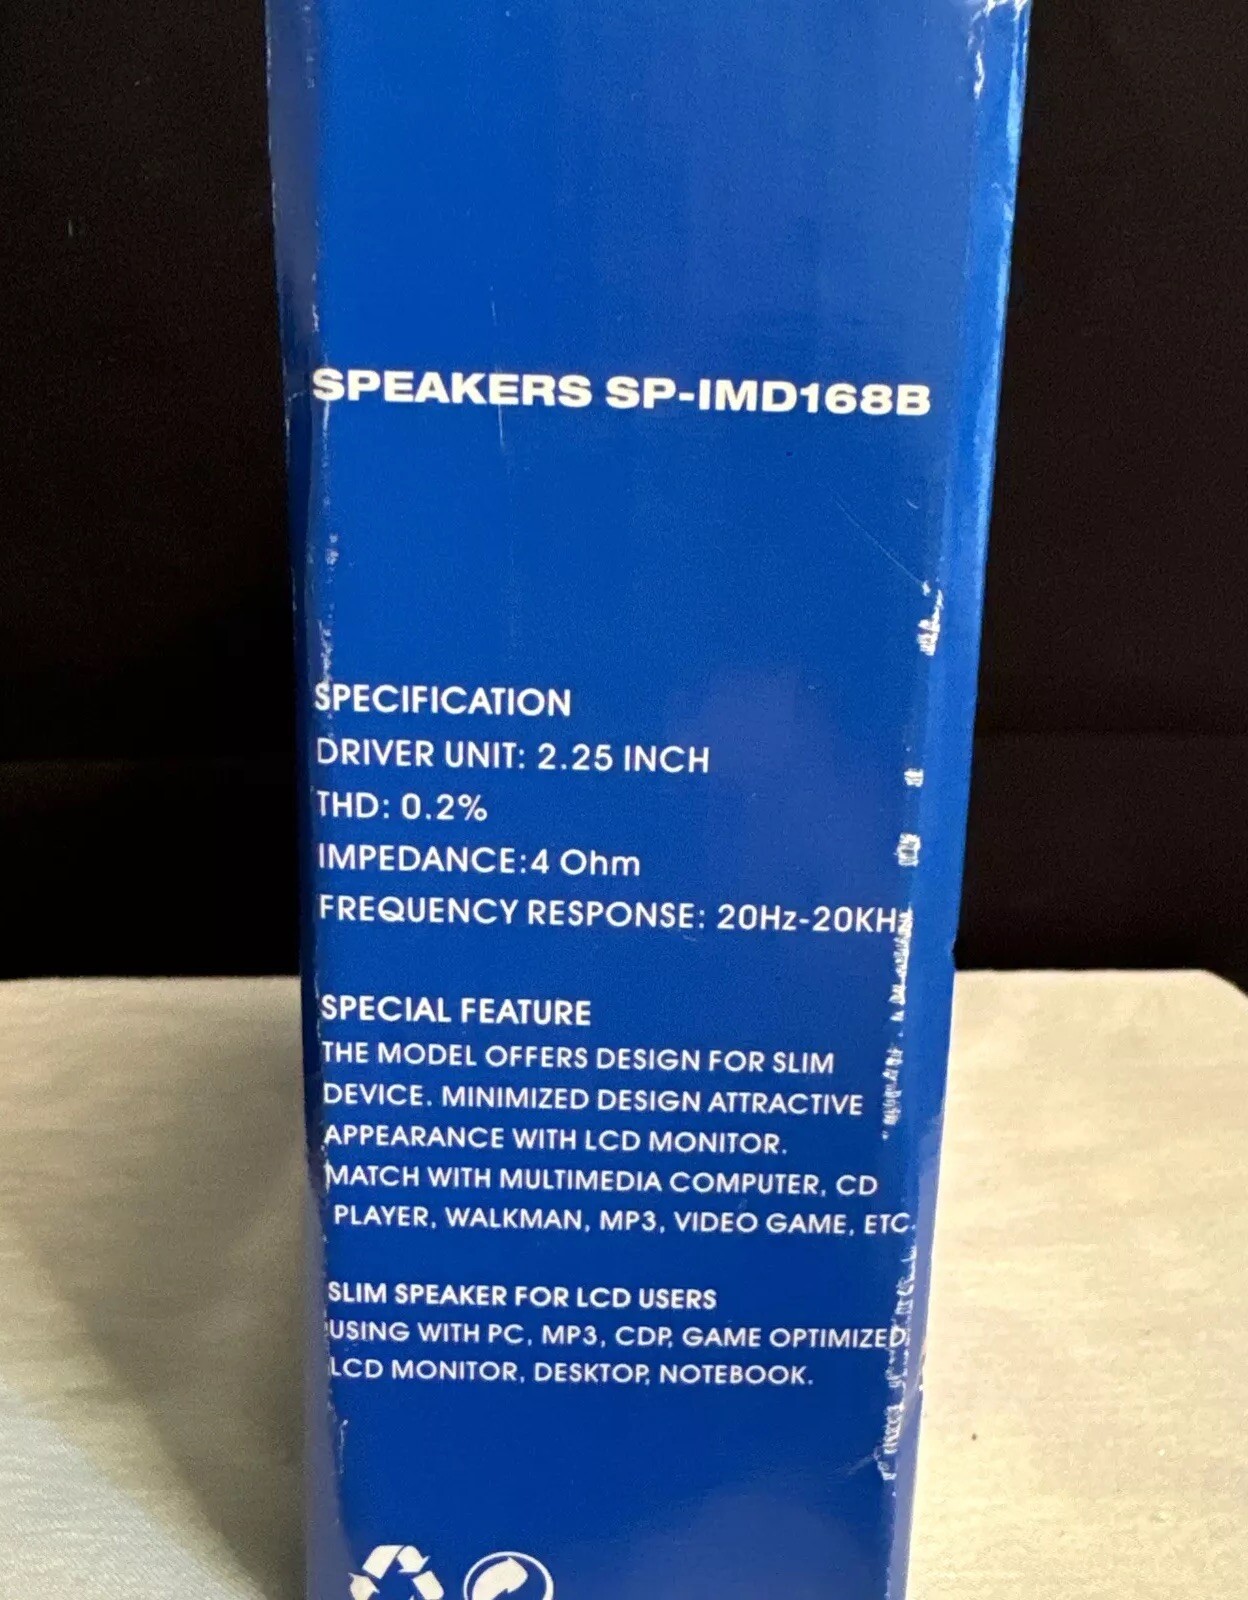 SPEAKERS SP-IMD168B
SPECIFICATION
DRIVER UNIT: 2.25 INCH
THD: 0.2%
IMPEDANCE:4 Ohm
FREQUENCY RESPONSE: 20Hz-20KHz
SPECIAL FEATURE
THE MODEL OFFERS DESIGN FOR SLIM
DEVICE. MINIMIZED DESIGN ATTRACTIVE
APPEARANCE WITH LCD MONITOR.
MATCH WITH MULTIMEDIA COMPUTER, CD
PLAYER, WALKMAN, MP3, VIDEO GAME, ETC.
SLIM SPEAKER FOR LCD USERS
USING WITH PC, MP3, CDP, GAME OPTIMIZED
LCD MONITOR, DESKTOP, NOTEBOOK.